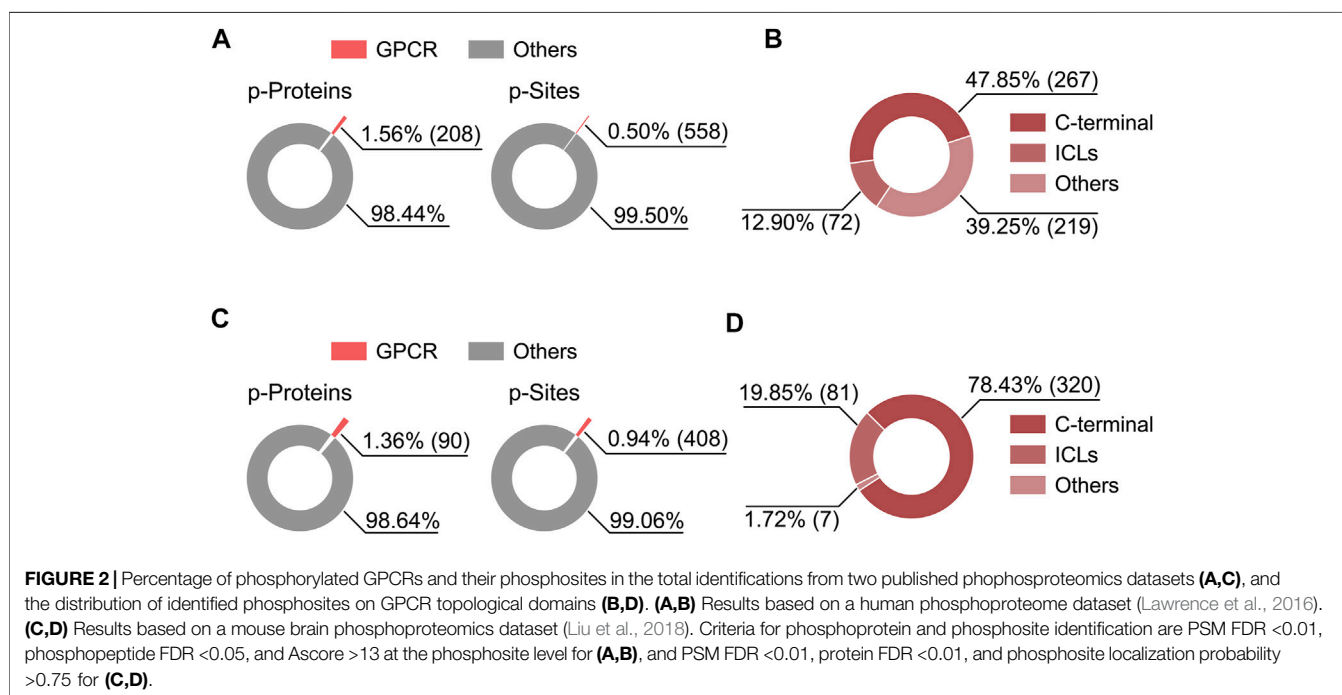 A
GPCR Others
p-Proteins p-Sites
1.56% (208)
98.44%
0.50% (558)
99.50%
B
47.85% (267)
C-terminal
ICLs
Others
12.90% (72)
39.25% (219)
C
GPCR Others
p-Proteins p-Sites
1.36% (90)
98.64%
0.94% (408)
99.06%
D
19.85% (81)
78.43% (320)
C-terminal
ICLs
Others
1.72% (7)
FIGURE 2 | Percentage of phosphorylated GPCRs and their phosphosites in the total identifications from two published phophosproteomics datasets (A,C), and
the distribution of identified phosphosites on GPCR topological domains (B,D). (A,B) Results based on a human phosphoproteome dataset (Lawrence et al., 2016).
(C,D) Results based on a mouse brain phosphoproteomics dataset (Liu et al., 2018). Criteria for phosphoprotein and phosphosite identification are PSM FDR <0.01,
phosphopeptide FDR <0.05, and Ascore >13 at the phosphosite level for (A,B), and PSM FDR <0.01, protein FDR <0.01, and phosphosite localization probability
>0.75 for (C,D).